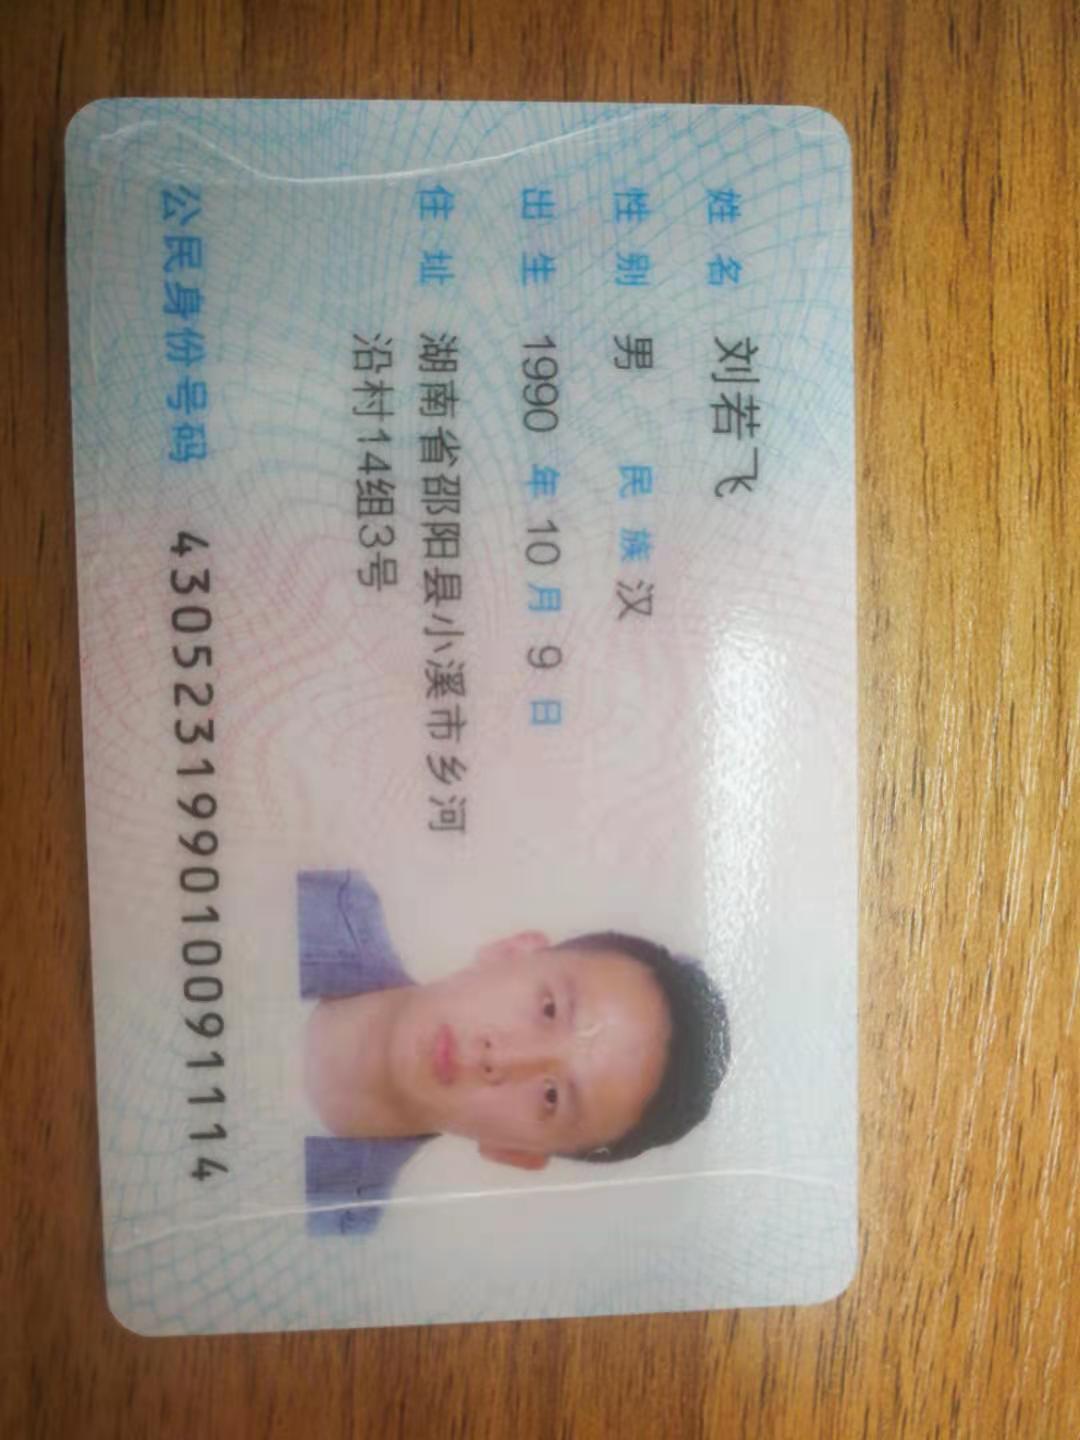 姓名 刘若飞
性别 男 民族 汉
出生 1990 年 10 月 9 日
住址 湖南省邵阳县小溪市乡河
沿村14组3号
公民身份号码 430523199010091114